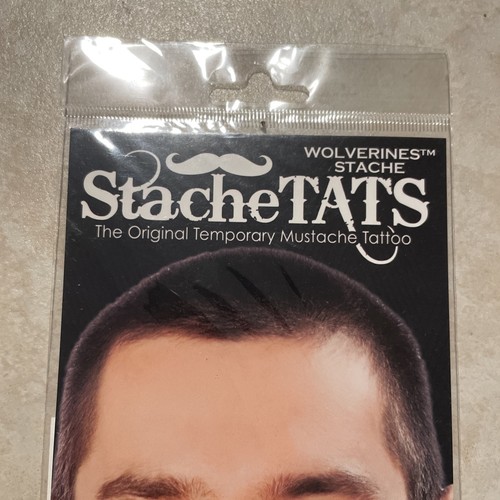 WOLVERINES™
STACHE
StacheTATS
The Original Temporary Mustache Tattoo